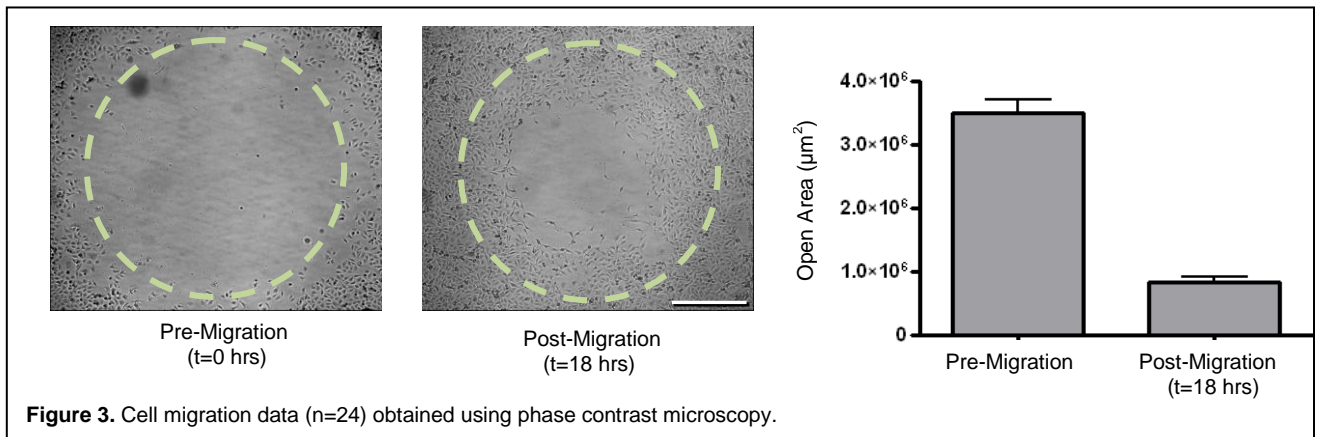 Pre-Migration
(t=0 hrs)
Post-Migration
(t=18 hrs)
Open Area (µm²)
4.0×10⁶
3.0×10⁶
2.0×10⁶
1.0×10⁶
0
Pre-Migration
Post-Migration
(t=18 hrs)
Figure 3. Cell migration data (n=24) obtained using phase contrast microscopy.